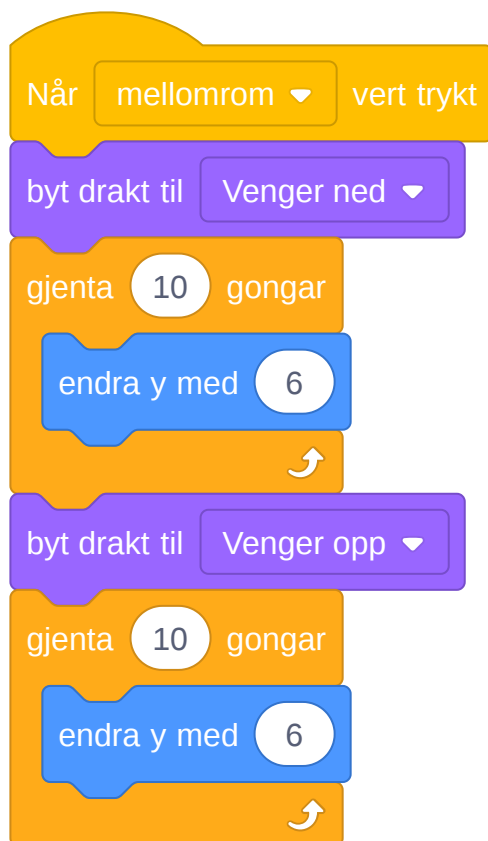 Når mellomrom vert trykt
byt drakt til Venger ned
gjenta 10 gongar
endra y med 6
byt drakt til Venger opp
gjenta 10 gongar
endra y med 6